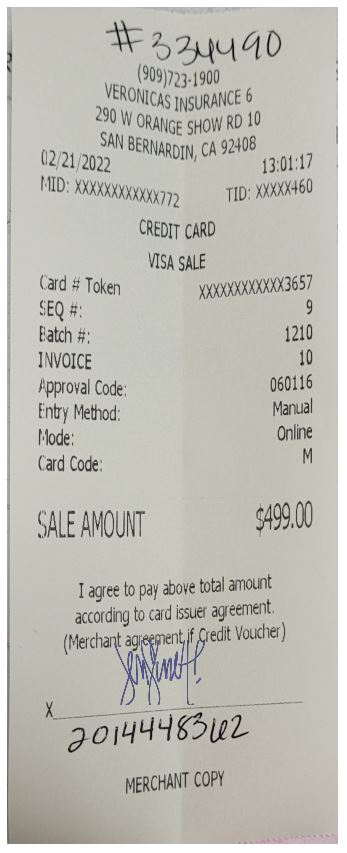 #334490
(909)723-1900
VERONICAS INSURANCE 6
290 W ORANGE SHOW RD 10
SAN BERNARDIN, CA 92408
02/21/2022 13:01:17
MID: XXXXXXXXXXXX772 TID: XXXXX460
CREDIT CARD
VISA SALE
Card # Token XXXXXXXXXXXX3657
SEQ #: 9
Batch #: 1210
INVOICE 10
Approval Code: 060116
Entry Method: Manual
Mode: Online
Card Code: M
SALE AMOUNT $499.00
I agree to pay above total amount
according to card issuer agreement.
(Merchant agreement if Credit Voucher)
X
2014448362
MERCHANT COPY